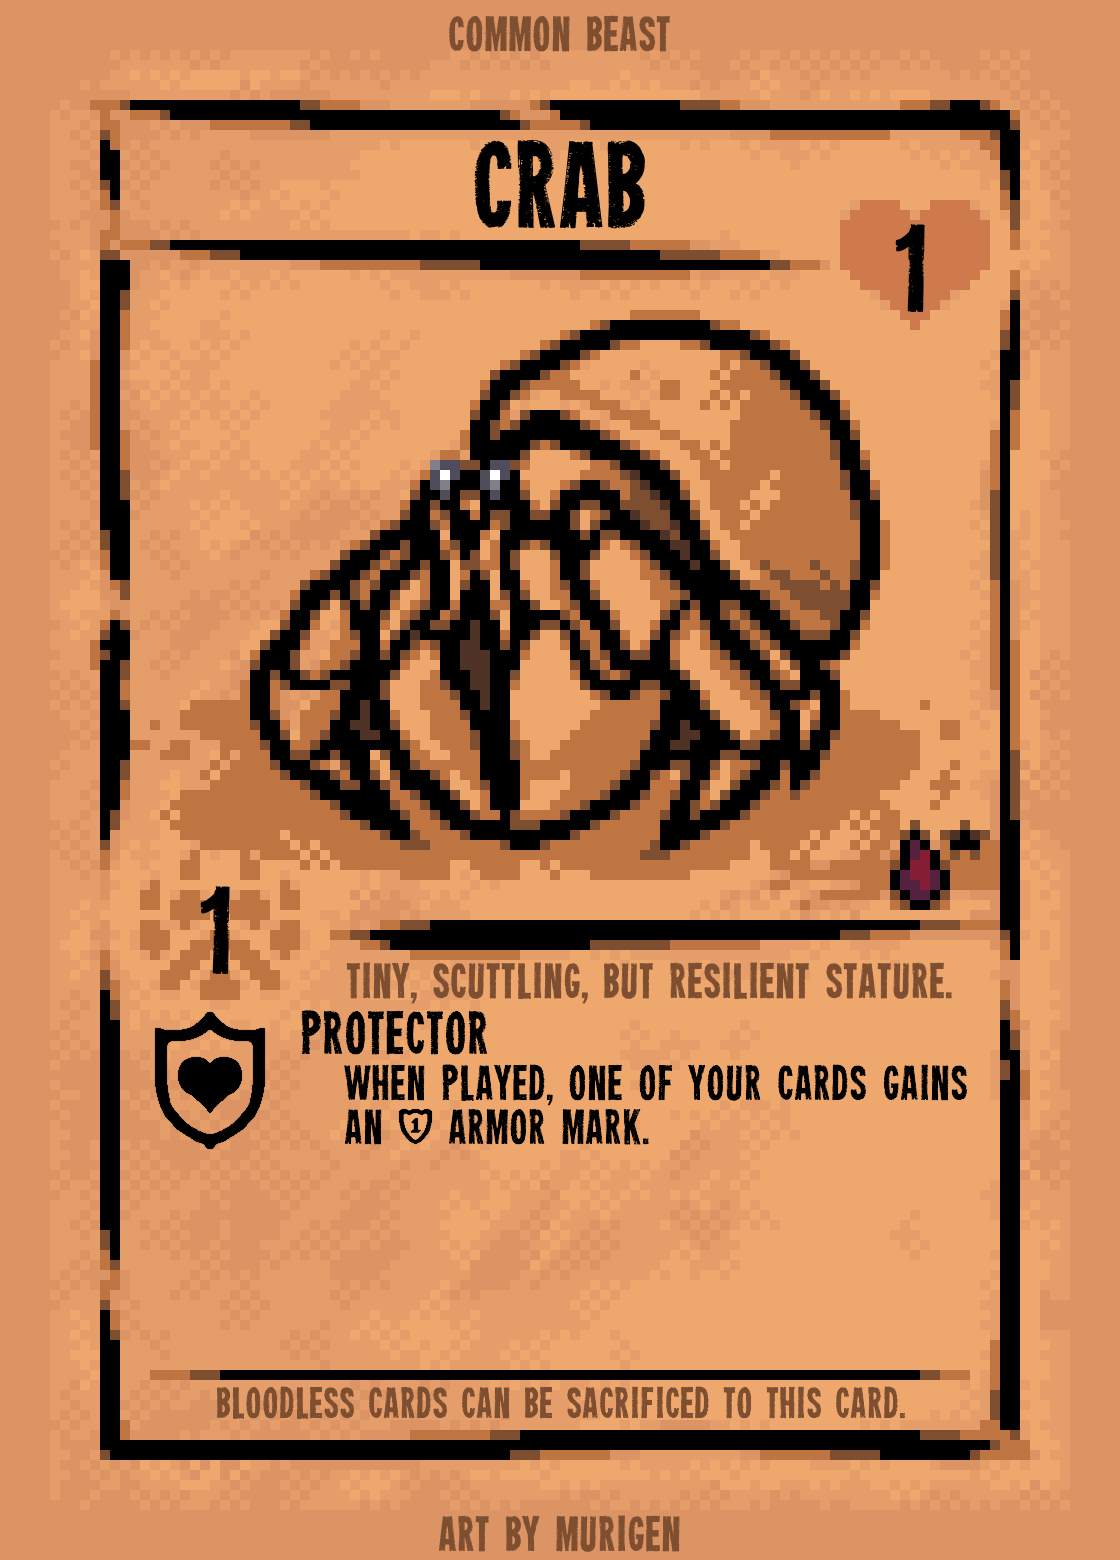 COMMON BEAST
CRAB
1
1
TINY, SCUTTLING, BUT RESILIENT STATURE.
PROTECTOR
WHEN PLAYED, ONE OF YOUR CARDS GAINS
AN 1 ARMOR MARK.
BLOODLESS CARDS CAN BE SACRIFICED TO THIS CARD.
ART BY MURIGEN